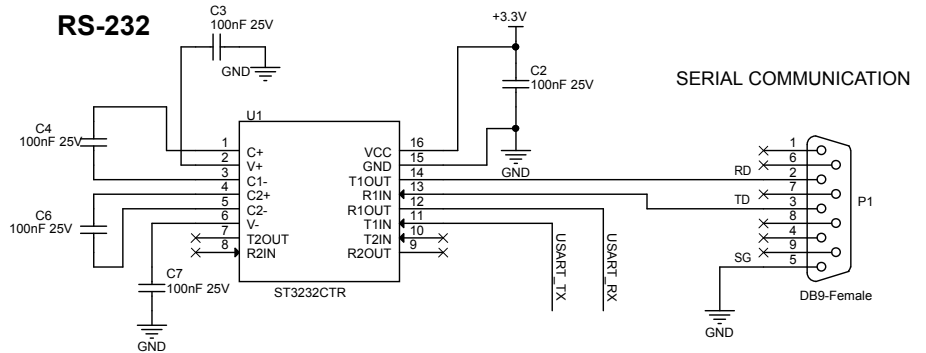 RS-232
C3
100nF 25V
GND
+3.3V
C2
100nF 25V
GND
SERIAL COMMUNICATION
C4
100nF 25V
C6
100nF 25V
C7
100nF 25V
GND
U1
1 C+ VCC 16
2 V+ GND 15
3 C1- T1OUT 14
4 C2+ R1IN 13
5 C2- R1OUT 12
6 V- T1IN 11
7 T2OUT T2IN 10
8 R2IN R2OUT 9
ST3232CTR
USART_TX
USART_RX
RD
TD
SG
GND
1
6
2
7
3
8
4
9
5
P1
DB9-Female